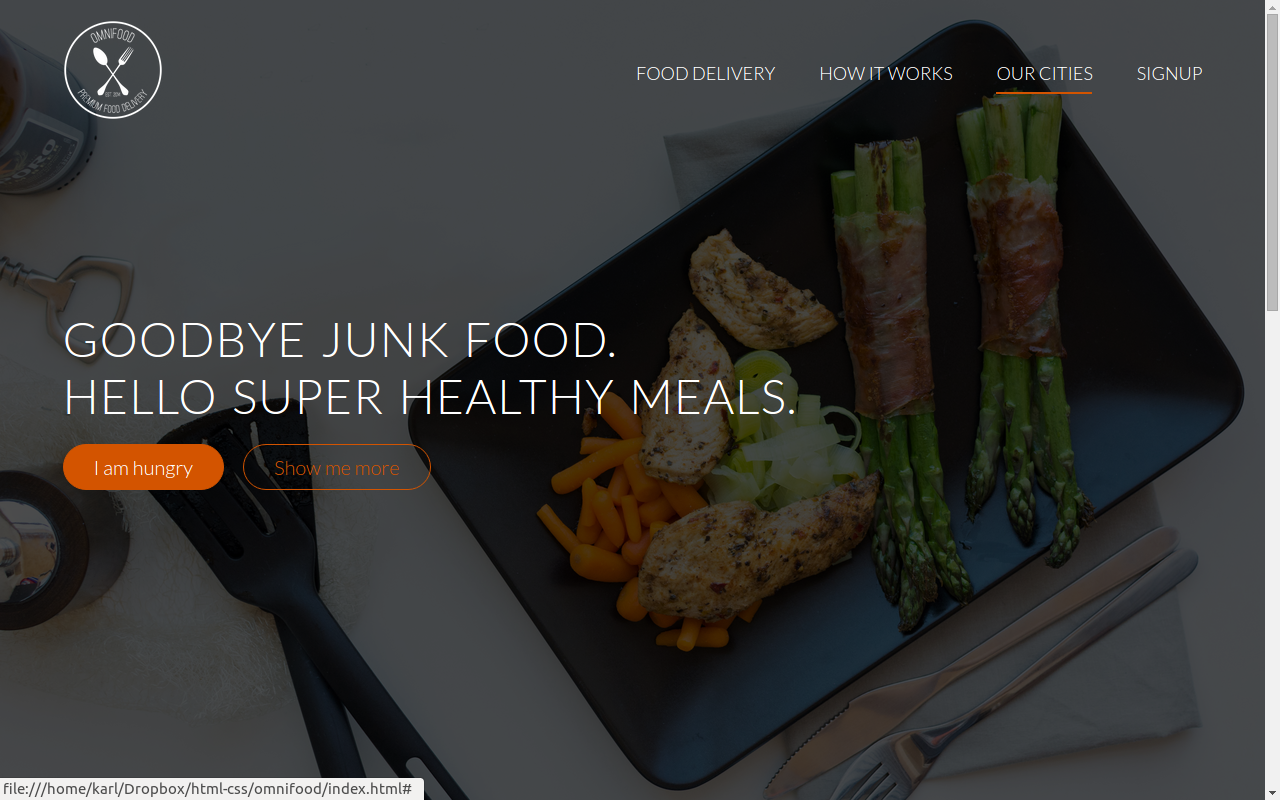 OMNIFOOD
EST 2014
PREMIUM FOOD DELIVERY
FOOD DELIVERY
HOW IT WORKS
OUR CITIES
SIGNUP
GOODBYE JUNK FOOD.
HELLO SUPER HEALTHY MEALS.
I am hungry
Show me more
file:///home/karl/Dropbox/html-css/omnifood/index.html#